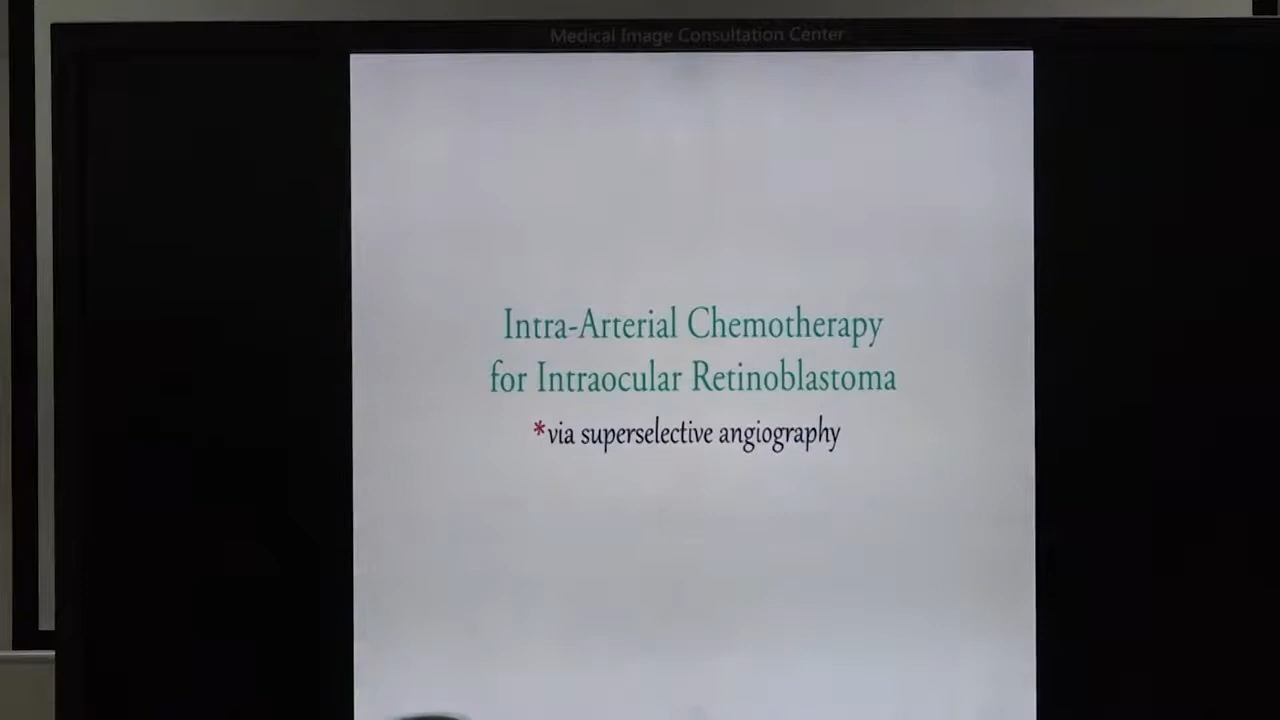 Medical Image Consultation Center
Intra-Arterial Chemotherapy
for Intraocular Retinoblastoma
*via superselective angiography